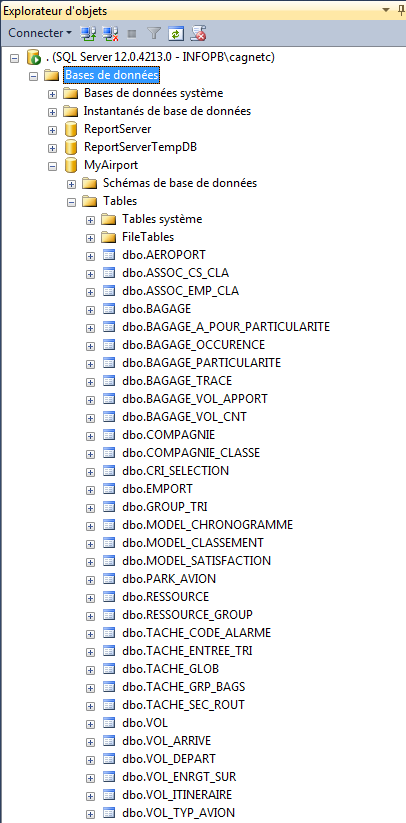 Explorateur d'objets
Connecter
. (SQL Server 12.0.4213.0 - INFOPB\cagnetc)
Bases de données
Bases de données système
Instantanés de base de données
ReportServer
ReportServerTempDB
MyAirport
Schémas de base de données
Tables
Tables système
FileTables
dbo.AEROPORT
dbo.ASSOC_CS_CLA
dbo.ASSOC_EMP_CLA
dbo.BAGAGE
dbo.BAGAGE_A_POUR_PARTICULARITE
dbo.BAGAGE_OCCURENCE
dbo.BAGAGE_PARTICULARITE
dbo.BAGAGE_TRACE
dbo.BAGAGE_VOL_APPORT
dbo.BAGAGE_VOL_CNT
dbo.COMPAGNIE
dbo.COMPAGNIE_CLASSE
dbo.CRI_SELECTION
dbo.EMPORT
dbo.GROUP_TRI
dbo.MODEL_CHRONOGRAMME
dbo.MODEL_CLASSEMENT
dbo.MODEL_SATISFACTION
dbo.PARK_AVION
dbo.RESSOURCE
dbo.RESSOURCE_GROUP
dbo.TACHE_CODE_ALARME
dbo.TACHE_ENTREE_TRI
dbo.TACHE_GLOB
dbo.TACHE_GRP_BAGS
dbo.TACHE_SEC_ROUT
dbo.VOL
dbo.VOL_ARRIVE
dbo.VOL_DEPART
dbo.VOL_ENRGT_SUR
dbo.VOL_ITINERAIRE
dbo.VOL_TYP_AVION